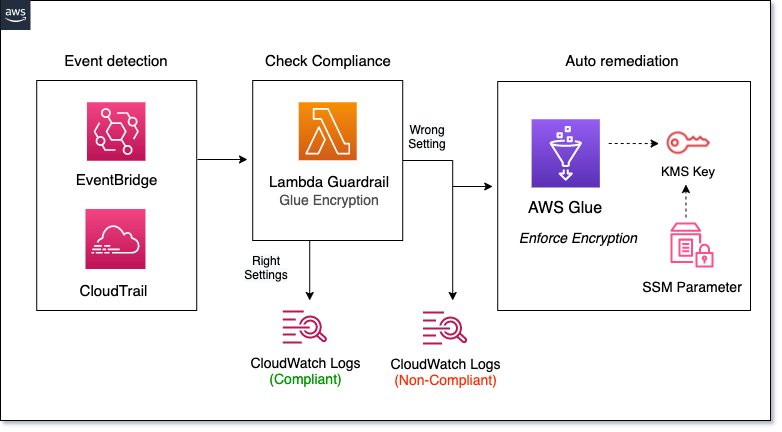 aws
Event detection
Check Compliance
Auto remediation
EventBridge
CloudTrail
Lambda Guardrail
Glue Encryption
Wrong
Setting
Right
Settings
AWS Glue
Enforce Encryption
KMS Key
SSM Parameter
CloudWatch Logs
(Compliant)
CloudWatch Logs
(Non-Compliant)